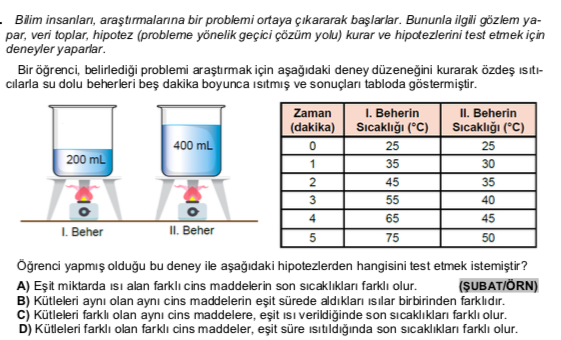 Bilim insanları, araştırmalarına bir problemi ortaya çıkararak başlarlar. Bununla ilgili gözlem ya-
par, veri toplar, hipotez (probleme yönelik geçici çözüm yolu) kurar ve hipotezlerini test etmek için
deneyler yaparlar.
Bir öğrenci, belirlediği problemi araştırmak için aşağıdaki deney düzeneğini kurarak özdeş ısıtı-
cılarla su dolu beherleri beş dakika boyunca ısıtmış ve sonuçları tabloda göstermiştir.
200 mL
400 mL
I. Beher
II. Beher
Zaman (dakika) I. Beherin Sıcaklığı (°C) II. Beherin Sıcaklığı (°C)
0 25 25
1 35 30
2 45 35
3 55 40
4 65 45
5 75 50
Öğrenci yapmış olduğu bu deney ile aşağıdaki hipotezlerden hangisini test etmek istemiştir?
A) Eşit miktarda ısı alan farklı cins maddelerin son sıcaklıkları farklı olur. (ŞUBAT/ÖRN)
B) Kütleleri aynı olan aynı cins maddelerin eşit sürede aldıkları ısılar birbirinden farklıdır.
C) Kütleleri farklı olan aynı cins maddelere, eşit ısı verildiğinde son sıcaklıkları farklı olur.
D) Kütleleri farklı olan farklı cins maddeler, eşit süre ısıtıldığında son sıcaklıkları farklı olur.